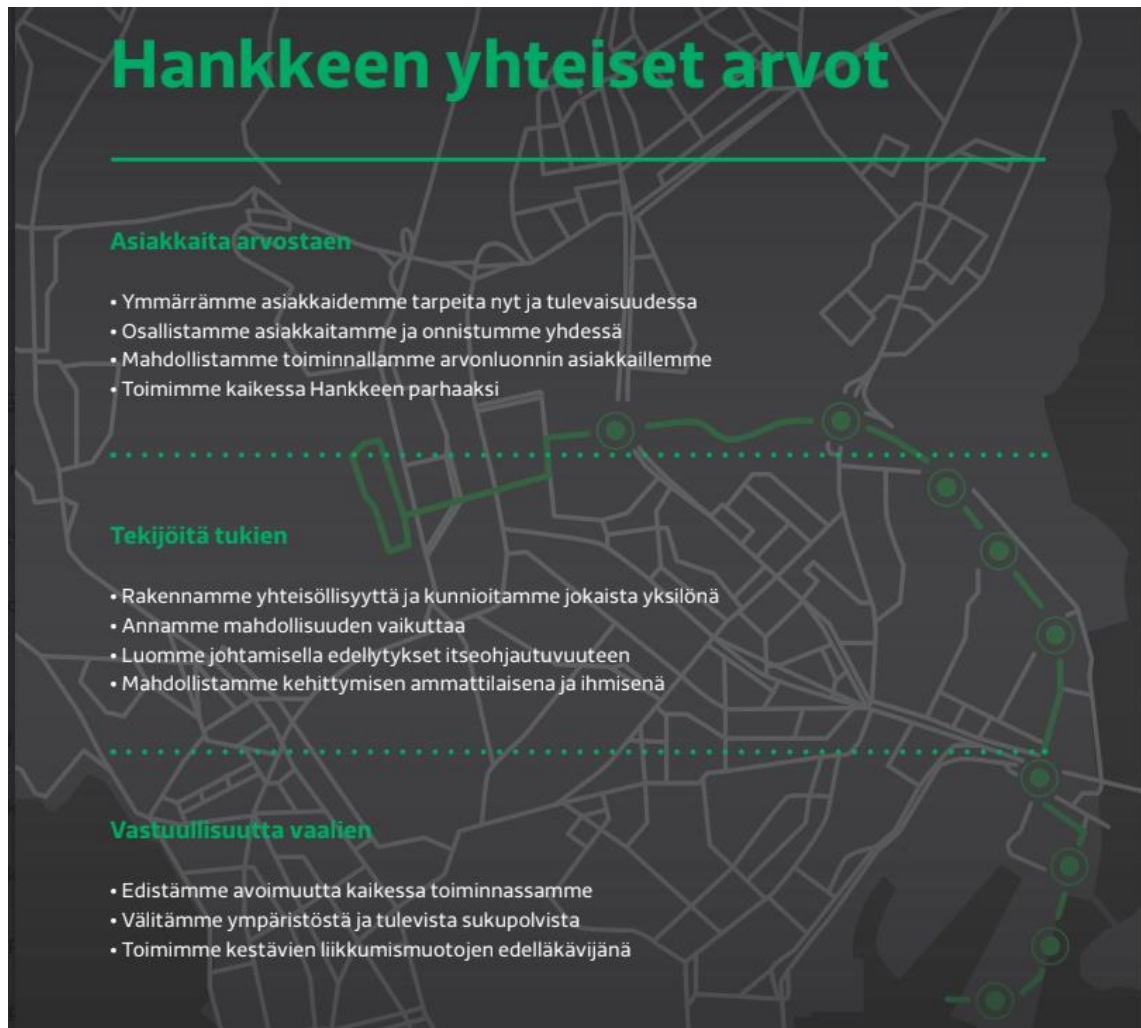 Hankkeen yhteiset arvot
Asiakkaita arvostaen
• Ymmärrämme asiakkaidemme tarpeita nyt ja tulevaisuudessa
• Osallistamme asiakkaitamme ja onnistumme yhdessä
• Mahdollistamme toiminnallamme arvonluonnin asiakkaillemme
• Toimimme kaikessa Hankkeen parhaaksi
Tekijöitä tukien
• Rakennamme yhteisöllisyyttä ja kunnioitamme jokaista yksilönä
• Annamme mahdollisuuden vaikuttaa
• Luomme johtamisella edellytykset itseohjautuvuuteen
• Mahdollistamme kehittymisen ammattilaisena ja ihmisenä
Vastuullisuutta vaalien
• Edistämme avoimuutta kaikessa toiminnassamme
• Välitämme ympäristöstä ja tulevista sukupolvista
• Toimimme kestävien liikkumismuotojen edelläkävijänä